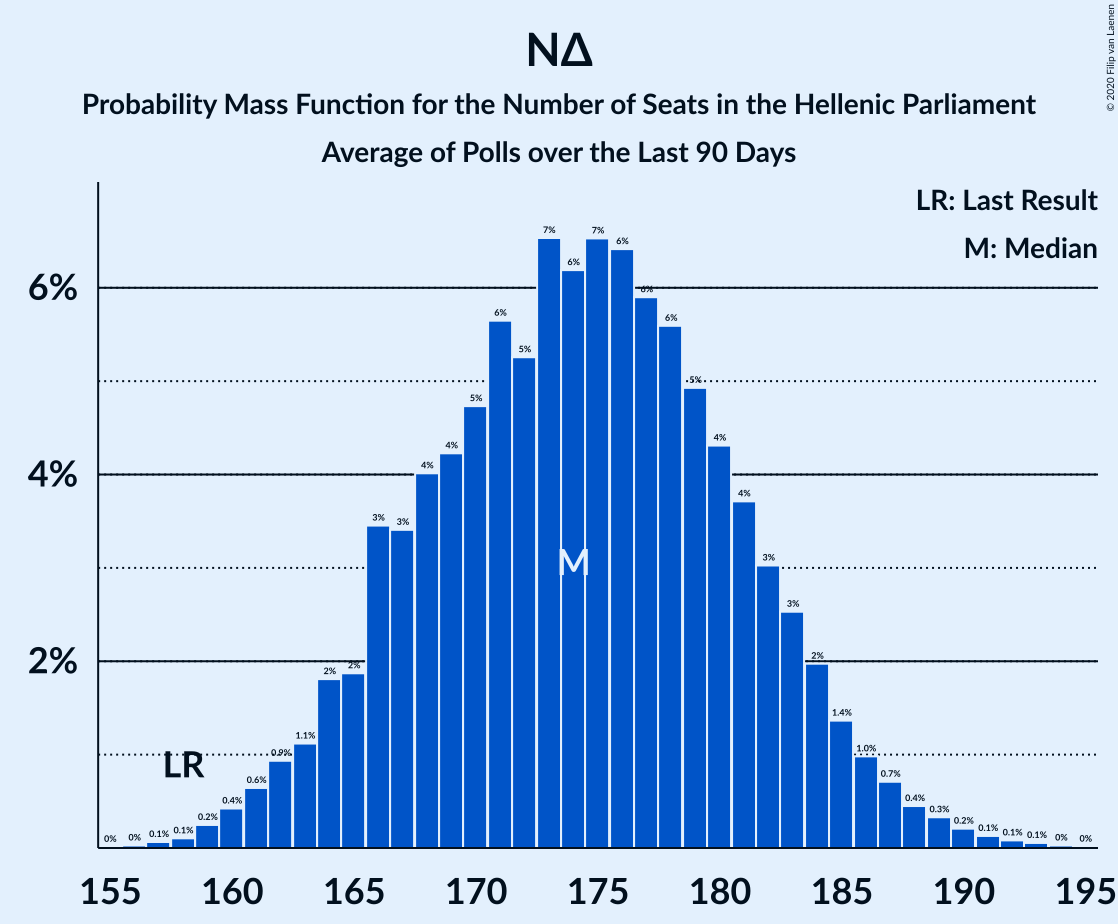 © 2020 Filip van Laenen
ΝΔ
Probability Mass Function for the Number of Seats in the Hellenic Parliament
Average of Polls over the Last 90 Days
LR: Last Result
M: Median
6%
4%
2%
0% 0% 0.1% 0.1% 0.2% 0.4% 0.6% 0.9% 1.1% 2% 2% 3% 3% 4% 4% 5% 6% 5% 7% 6% 7% 6% 6% 6% 5% 4% 4% 3% 3% 2% 1.4% 1.0% 0.7% 0.4% 0.3% 0.2% 0.1% 0.1% 0.1% 0% 0%
M
LR
155 160 165 170 175 180 185 190 195